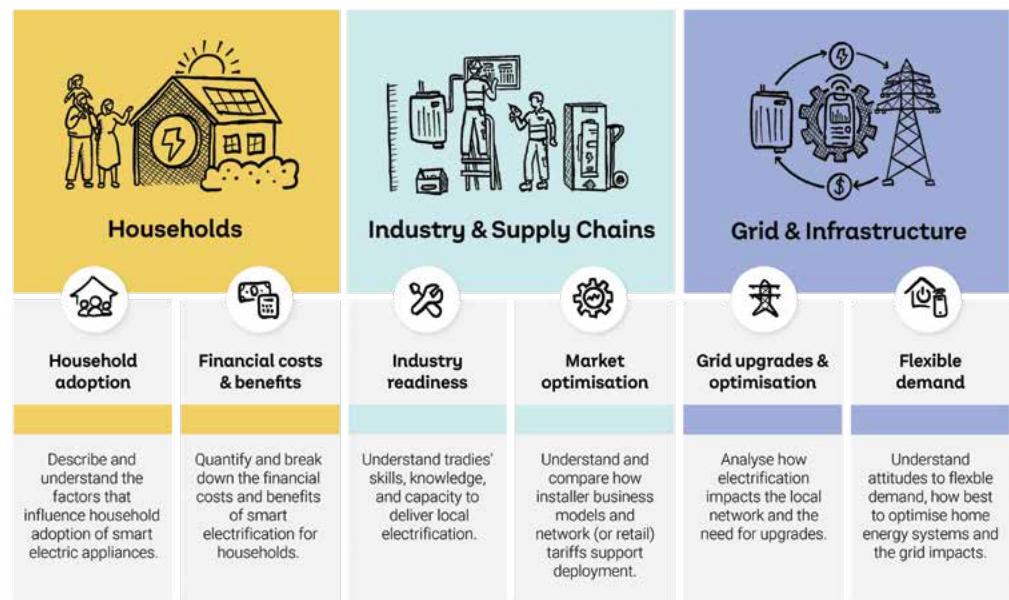 Households
Industry & Supply Chains
Grid & Infrastructure
Household
adoption
Describe and
understand the
factors that
influence household
adoption of smart
electric appliances.
Financial costs
& benefits
Quantify and break
down the financial
costs and benefits
of smart
electrification for
households.
Industry
readiness
Understand tradies'
skills, knowledge,
and capacity to
deliver local
electrification.
Market
optimisation
Understand and
compare how
installer business
models and
network (or retail)
tariffs support
deployment.
Grid upgrades &
optimisation
Analyse how
electrification
impacts the local
network and the
need for upgrades.
Flexible
demand
Understand
attitudes to flexble
demand, how best
to optimise home
energy systems and
the grid impacts.